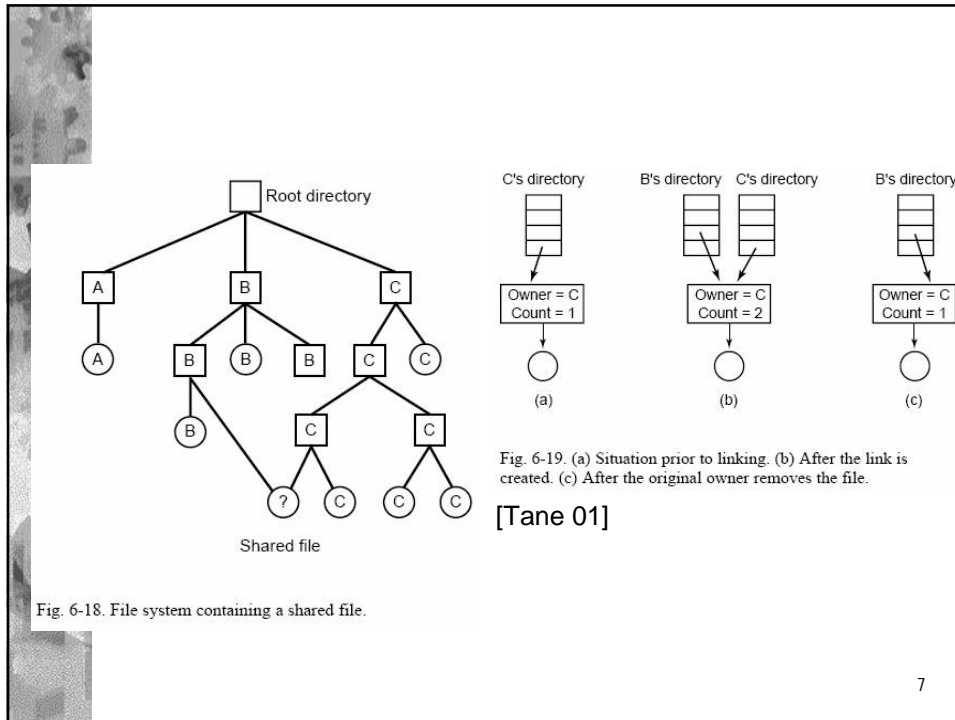 Root directory
A
B
C
A
B
B
B
C
C
B
C
C
?
C
C
C
Shared file
Fig. 6-18. File system containing a shared file.
C's directory
B's directory
C's directory
B's directory
Owner = C
Count = 1
Owner = C
Count = 2
Owner = C
Count = 1
(a)
(b)
(c)
Fig. 6-19. (a) Situation prior to linking. (b) After the link is
created. (c) After the original owner removes the file.
[Tane 01]
7